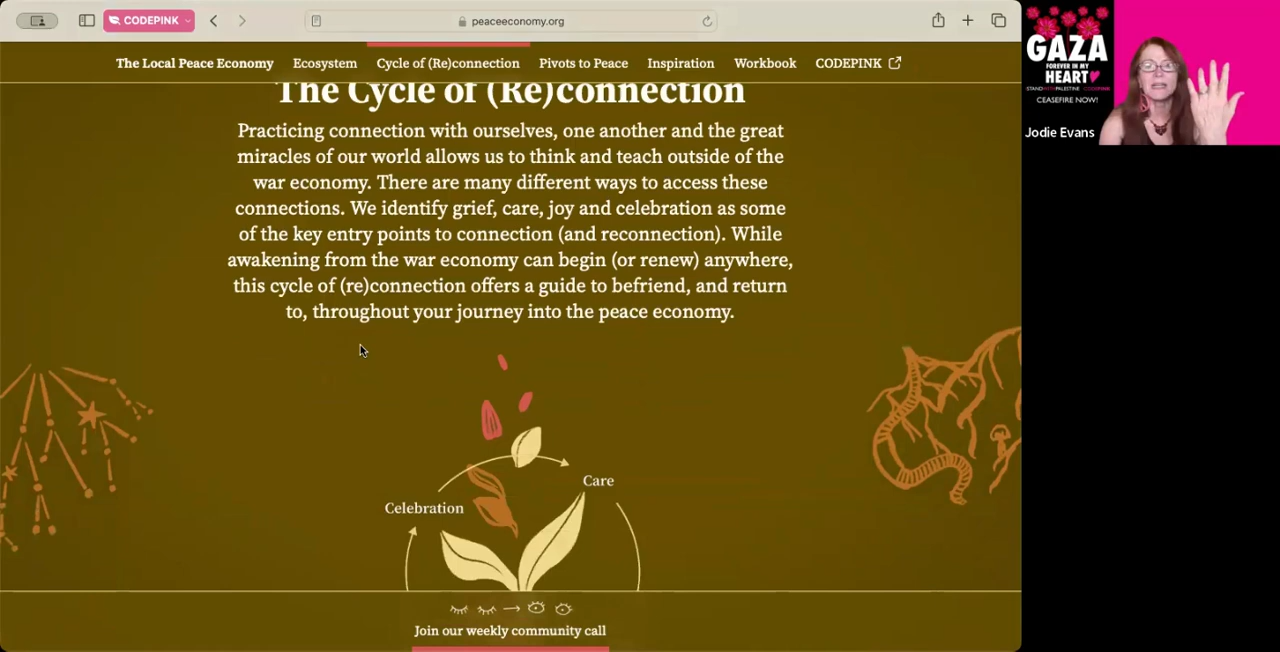 CODEPINK
peaceeconomy.org
The Local Peace Economy Ecosystem Cycle of (Re)connection Pivots to Peace Inspiration Workbook CODEPINK
The Cycle of (Re)connection
Practicing connection with ourselves, one another and the great
miracles of our world allows us to think and teach outside of the
war economy. There are many different ways to access these
connections. We identify grief, care, joy and celebration as some
of the key entry points to connection (and reconnection). While
awakening from the war economy can begin (or renew) anywhere,
this cycle of (re)connection offers a guide to befriend, and return
to, throughout your journey into the peace economy.
Care
Celebration
Join our weekly community call
GAZA
FOREVER IN MY
HEART
STANDWITHPALESTINE CODEPINK
CEASEFIRE NOW!
Jodie Evans